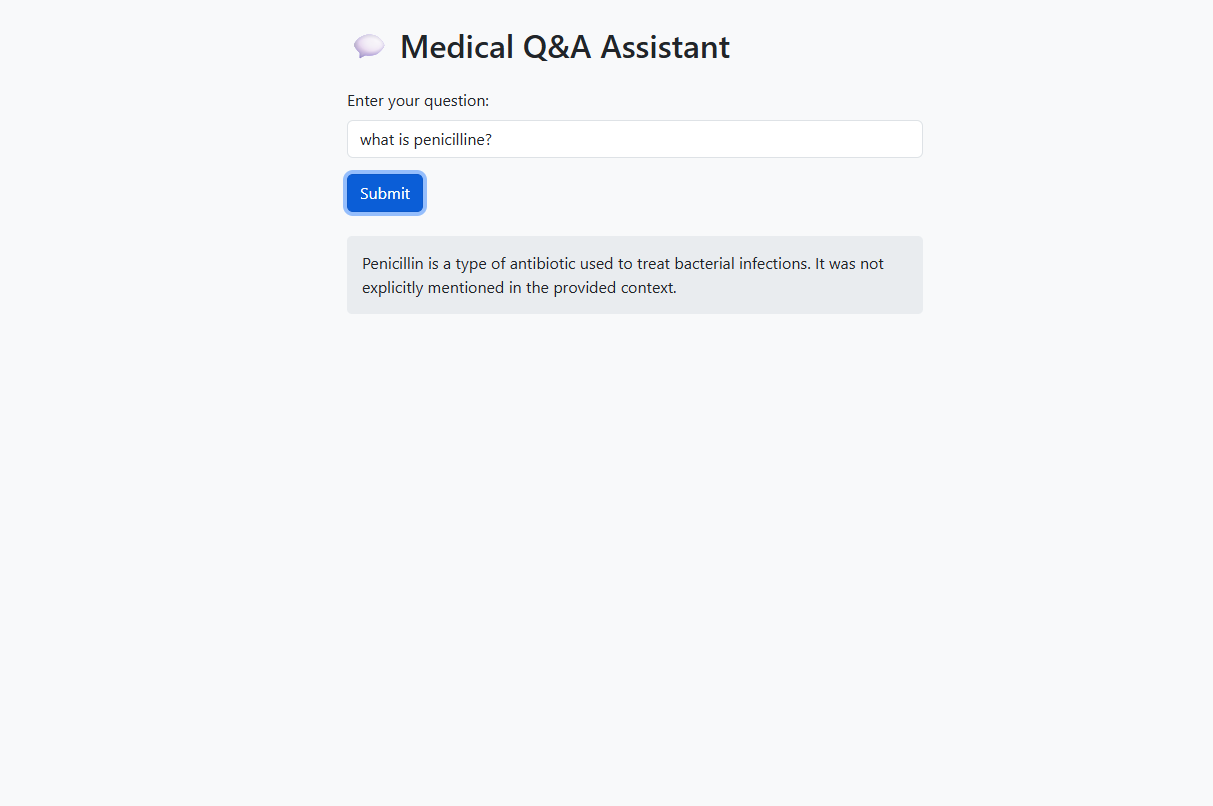 Medical Q&A Assistant
Enter your question:
what is penicilline?
Submit
Penicillin is a type of antibiotic used to treat bacterial infections. It was not
explicitly mentioned in the provided context.